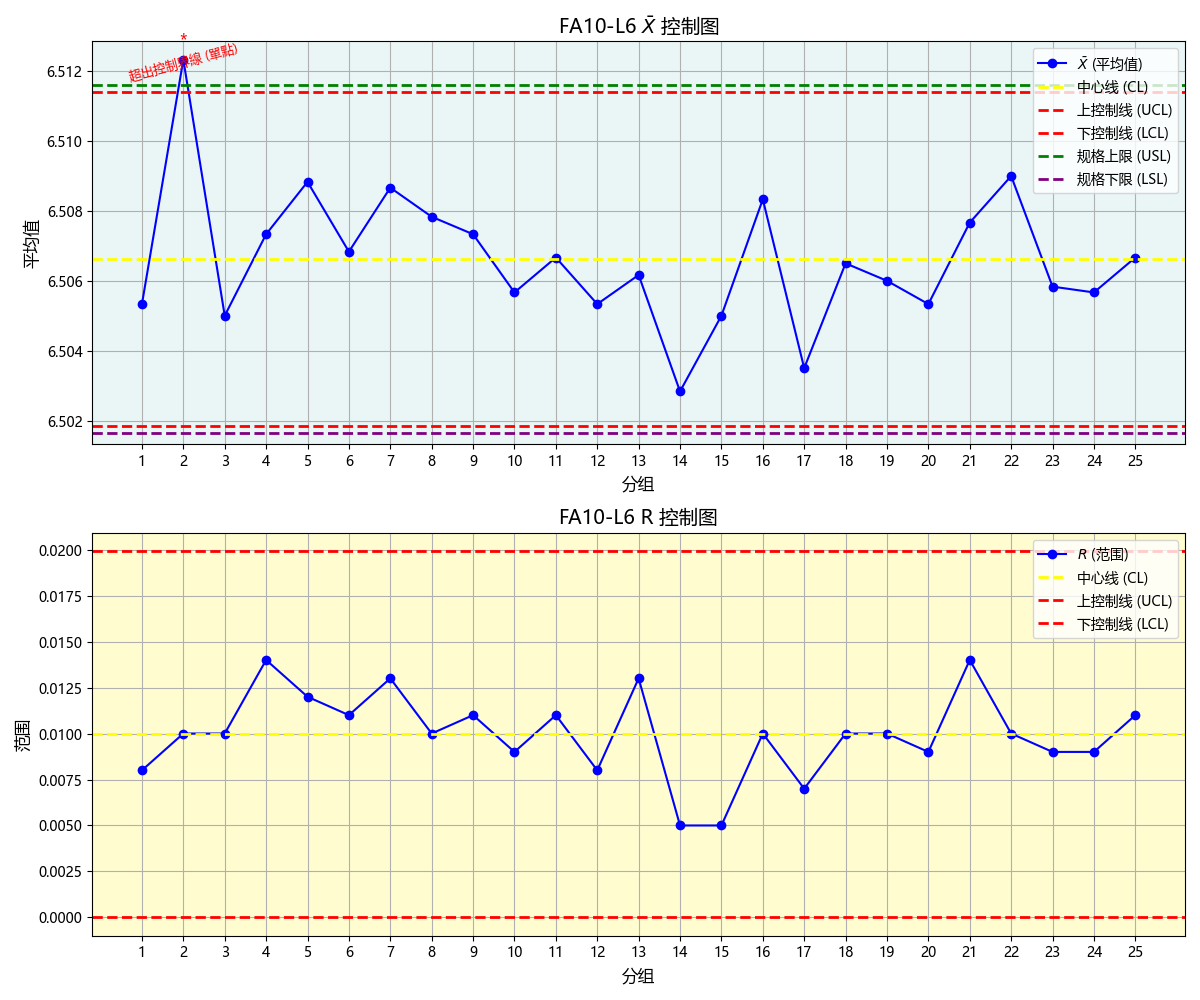 FA10-L6 X̄ 控制图
*
超出控制界線 (單點)
X̄ (平均值)
中心线 (CL)
上控制线 (UCL)
下控制线 (LCL)
规格上限 (USL)
规格下限 (LSL)
平均值
6.512
6.510
6.508
6.506
6.504
6.502
1 2 3 4 5 6 7 8 9 10 11 12 13 14 15 16 17 18 19 20 21 22 23 24 25
分组
FA10-L6 R 控制图
R (范围)
中心线 (CL)
上控制线 (UCL)
下控制线 (LCL)
范围
0.0200
0.0175
0.0150
0.0125
0.0100
0.0075
0.0050
0.0025
0.0000
1 2 3 4 5 6 7 8 9 10 11 12 13 14 15 16 17 18 19 20 21 22 23 24 25
分组